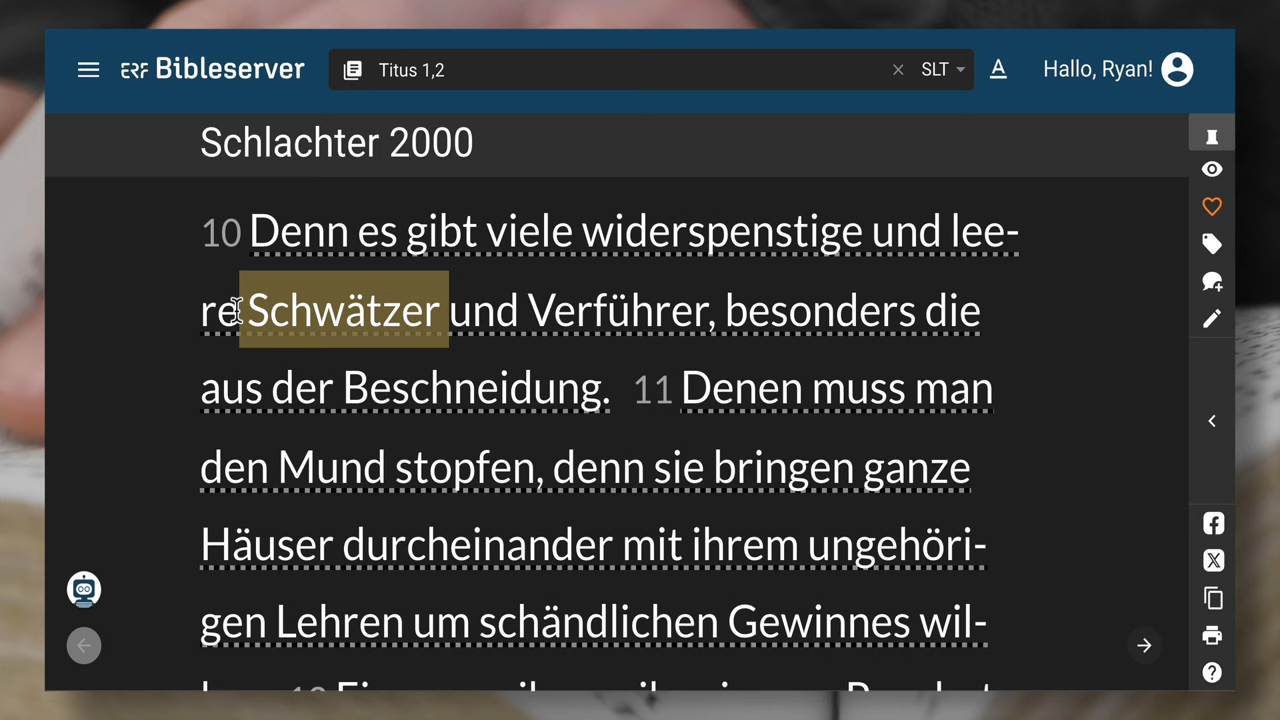 ERF Bibleserver
Titus 1,2
SLT
A
Hallo, Ryan!
Schlachter 2000
10 Denn es gibt viele widerspenstige und lee-
re Schwätzer und Verführer, besonders die
aus der Beschneidung. 11 Denen muss man
den Mund stopfen, denn sie bringen ganze
Häuser durcheinander mit ihrem ungehöri-
gen Lehren um schändlichen Gewinnes wil-